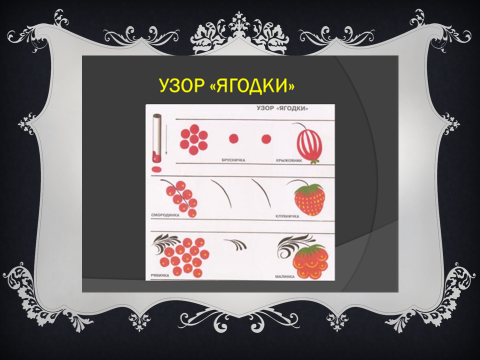 УЗОР «ЯГОДКИ»
УЗОР «ЯГОДКИ»
БРУСНИЧКА
КРЫЖОВНИК
СМОРОДИНКА
КЛУБНИЧКА
РЯБИНКА
МАЛИНКА